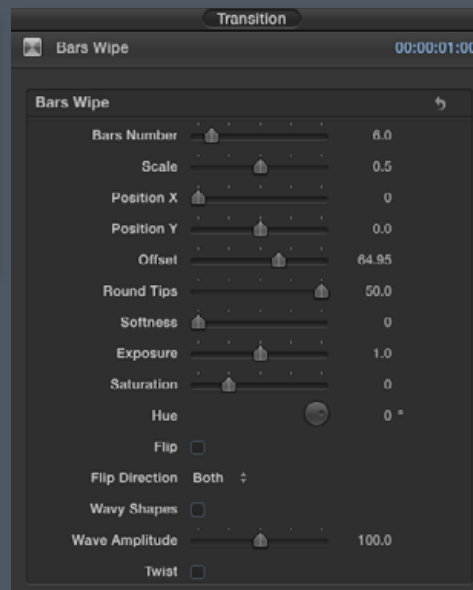 Transition
Bars Wipe 00:00:01:00
Bars Wipe
Bars Number 6.0
Scale 0.5
Position X 0
Position Y 0.0
Offset 64.95
Round Tips 50.0
Softness 0
Exposure 1.0
Saturation 0
Hue 0 °
Flip
Flip Direction Both
Wavy Shapes
Wave Amplitude 100.0
Twist